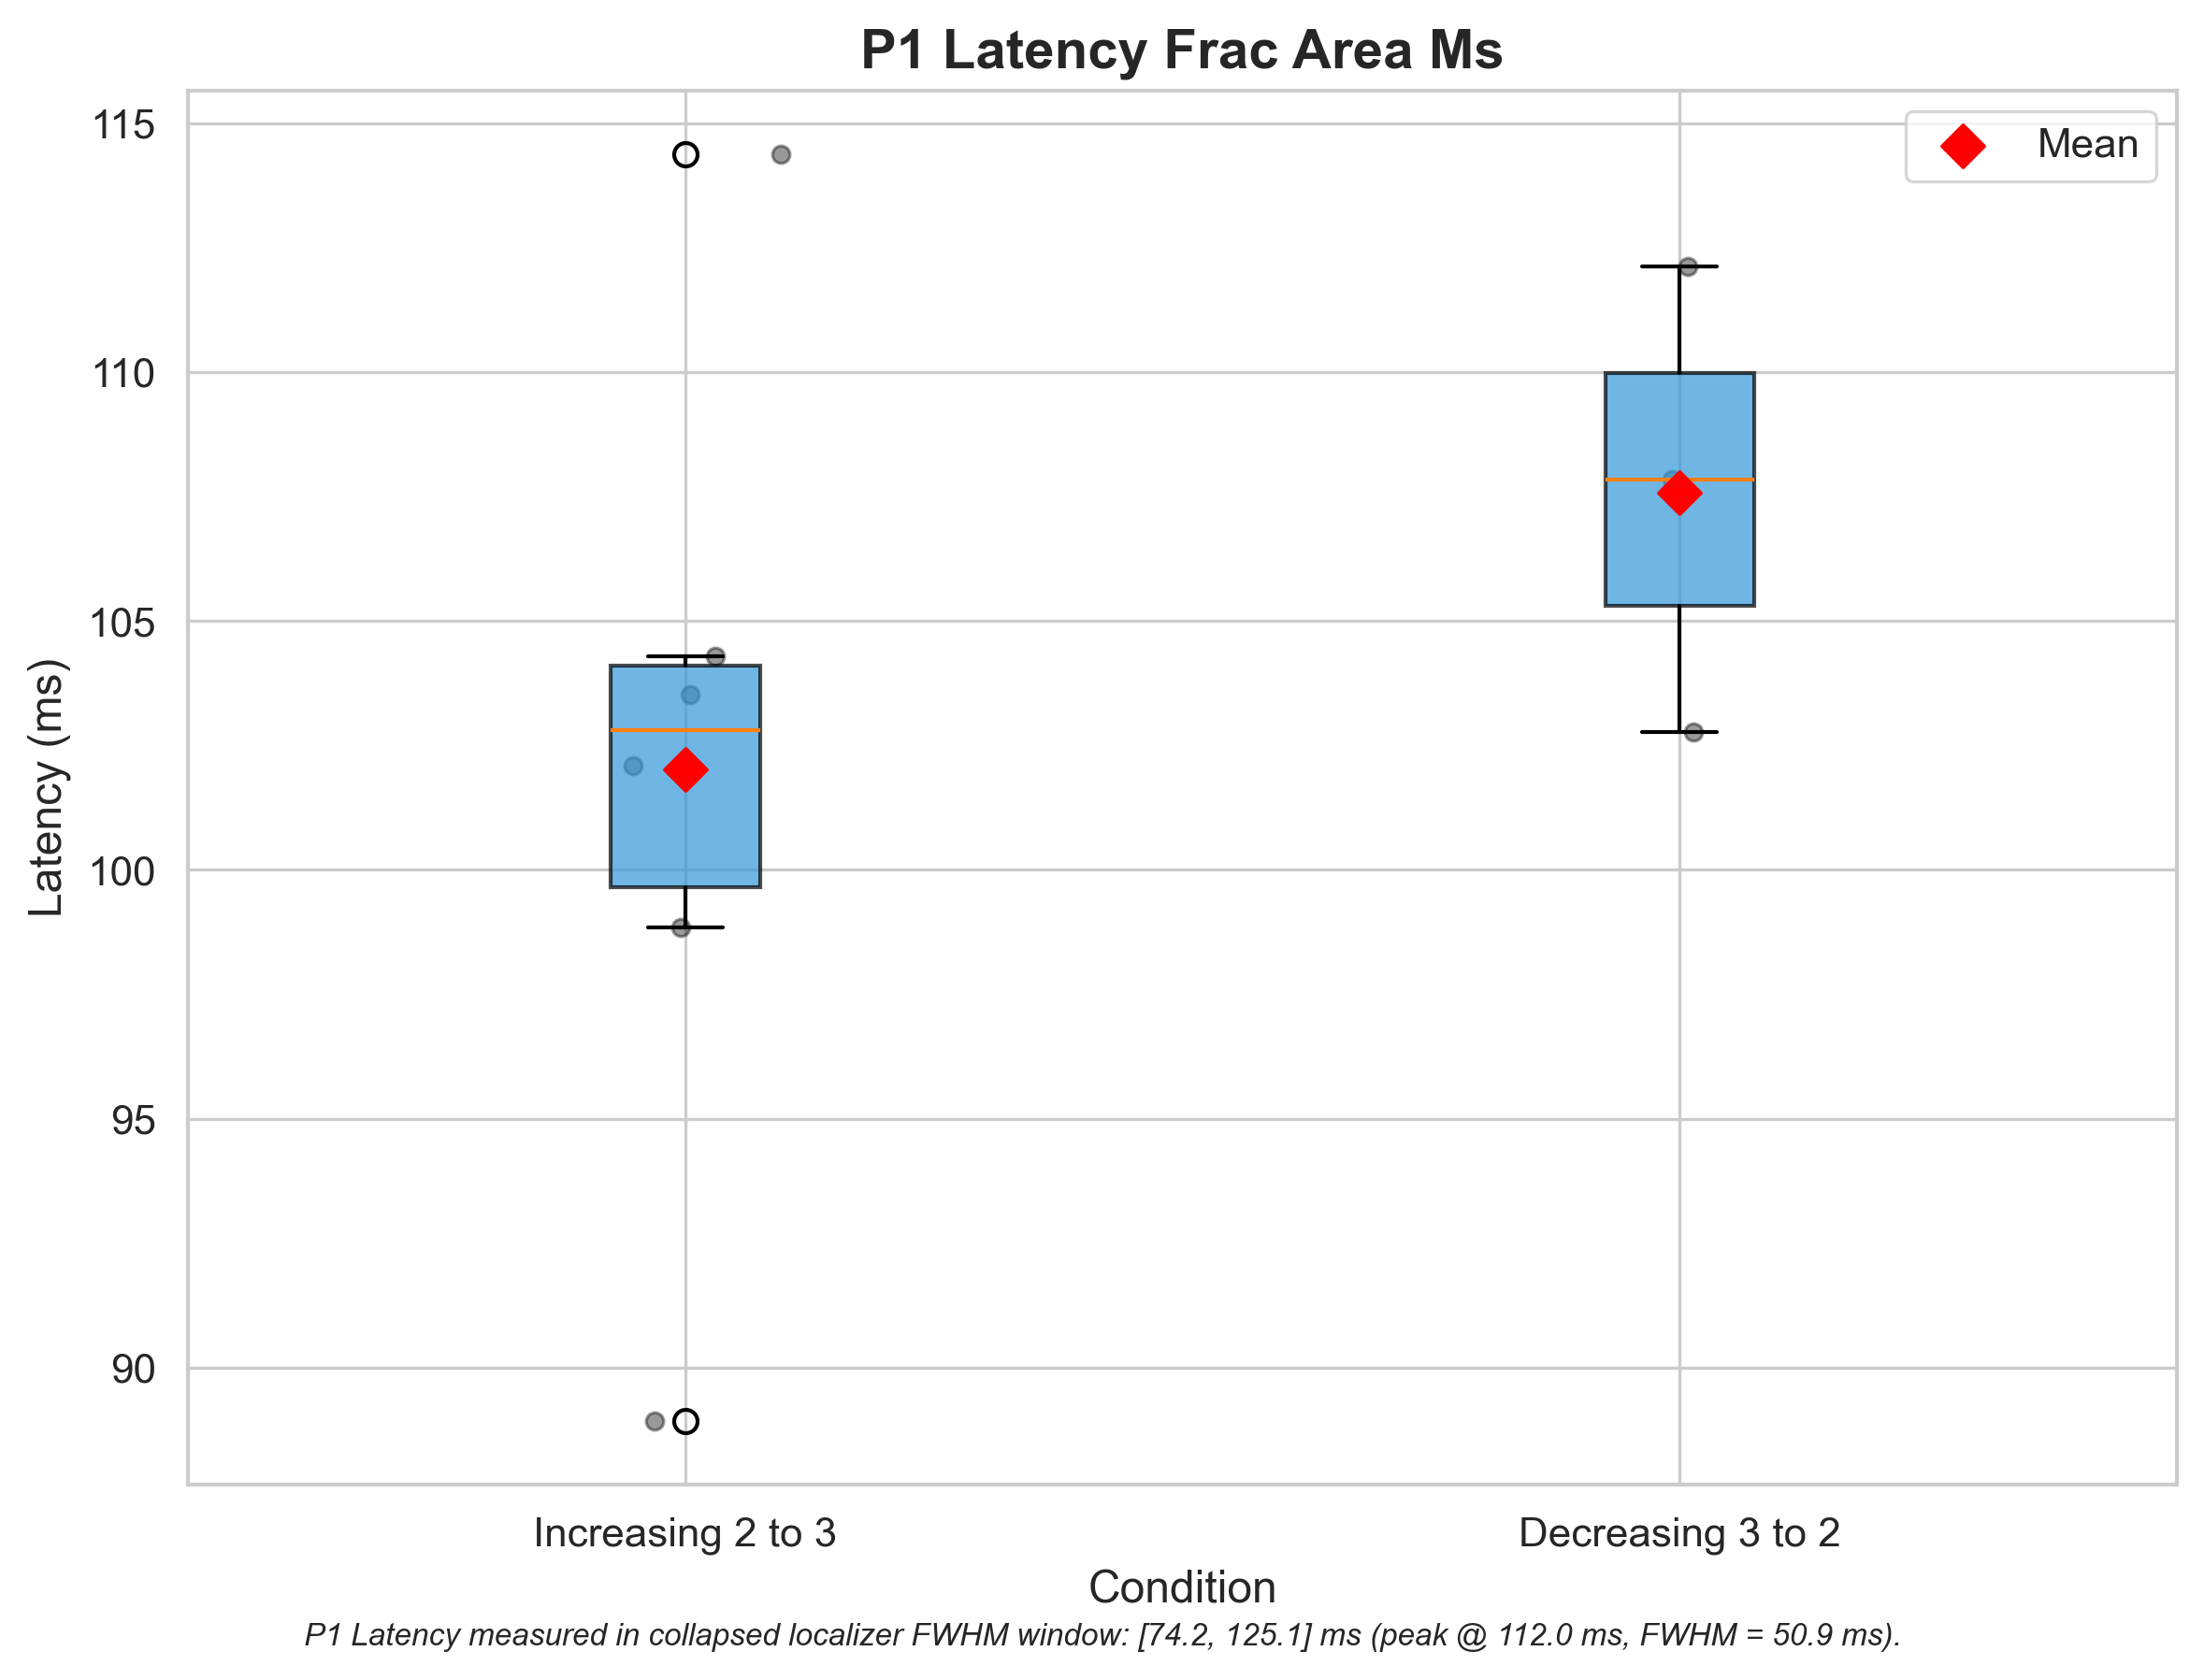 P1 Latency Frac Area Ms
Mean
115
110
105
100
95
90
Latency (ms)
Increasing 2 to 3
Decreasing 3 to 2
Condition
P1 Latency measured in collapsed localizer FWHM window: [74.2, 125.1] ms (peak @ 112.0 ms, FWHM = 50.9 ms).